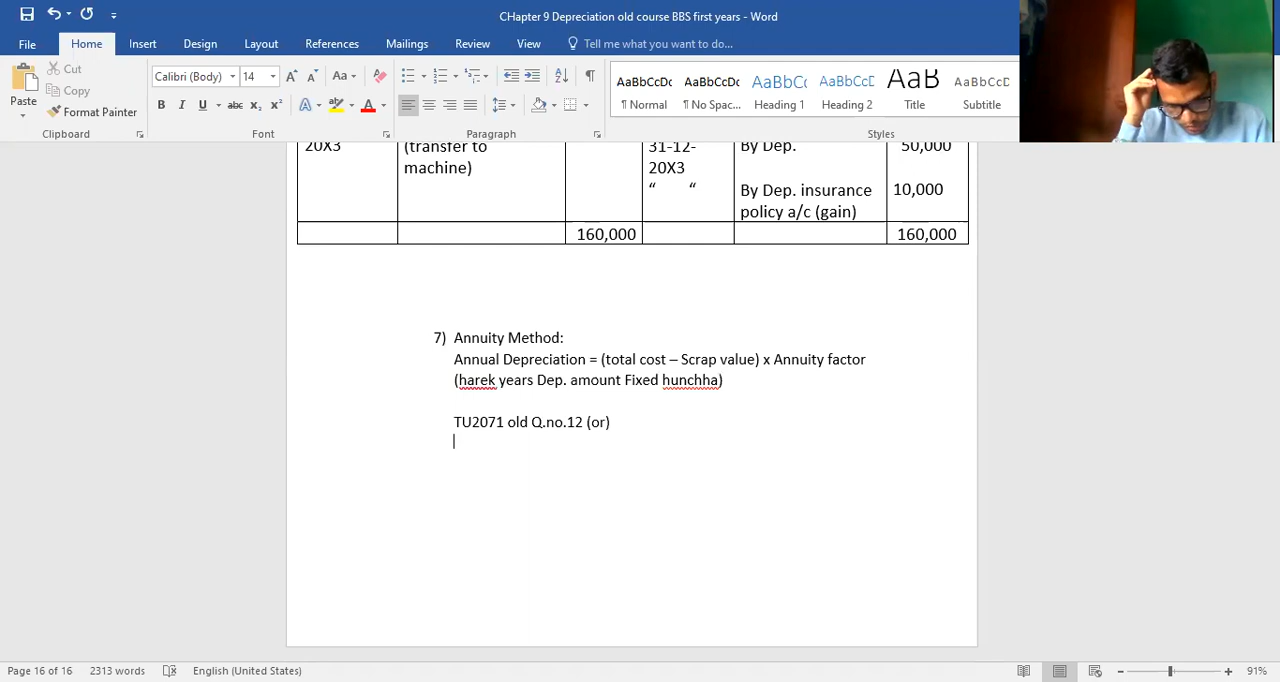 CHapter 9 Depreciation old course BBS first years - Word
File Home Insert Design Layout References Mailings Review View Tell me what you want to do...
Paste
Cut
Copy
Format Painter
Clipboard
Calibri (Body) 14
Font
Paragraph
AaBbCcDc AaBbCcDc AaBbCc AaBbCcD AaB AaBbCcD
¶ Normal ¶ No Spac... Heading 1 Heading 2 Title Subtitle
Styles
20X3 (transfer to 31-12- By Dep. 50,000
machine) 20X3
“ “ By Dep. insurance 10,000
policy a/c (gain)
160,000 160,000
7) Annuity Method:
Annual Depreciation = (total cost – Scrap value) x Annuity factor
(harek years Dep. amount Fixed hunchha)
TU2071 old Q.no.12 (or)
Page 16 of 16 2313 words English (United States) 91%